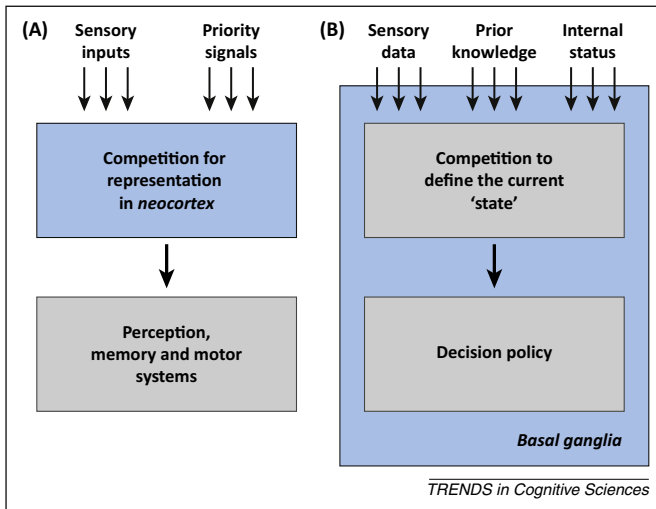 (A)
Sensory
inputs
Priority
signals
Competition for
representation
in neocortex
Perception,
memory and motor
systems
(B)
Sensory
data
Prior
knowledge
Internal
status
Competition to
define the current
‘state’
Decision policy
Basal ganglia
TRENDS in Cognitive Sciences